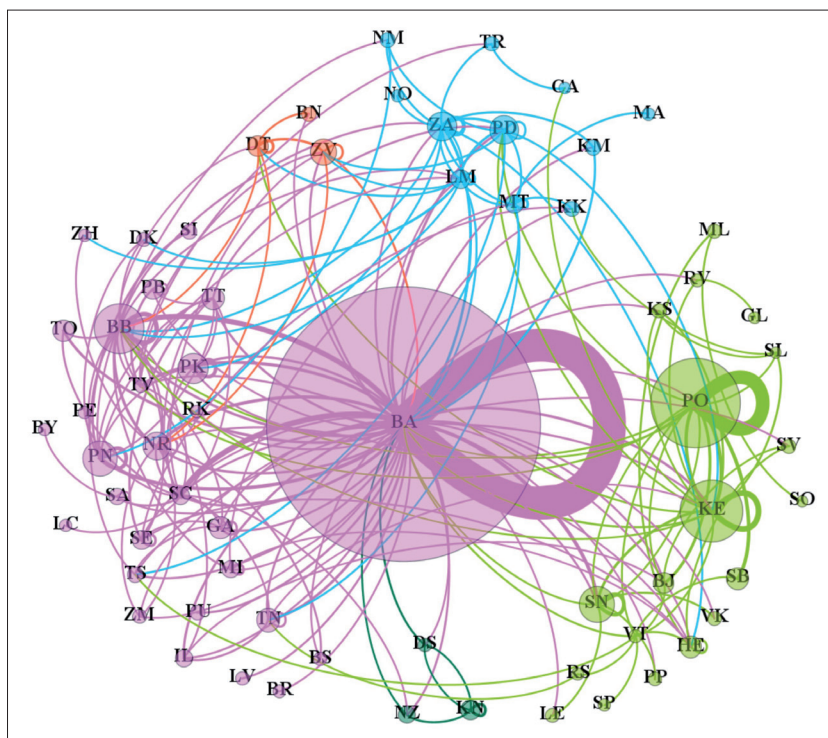 NM
TR
CA
NO
BN
MA
ZA
PD
DT
ZV
KM
LM
MT
KK
ZH
DK
SI
ML
RV
PB
TT
KS
GL
TO
BB
SL
PK
TV
RK
PO
PE
BA
BY
NR
SV
PN
SA
SC
SO
KE
LC
GA
SE
TS
MI
BJ
SB
SN
ZM
PU
TN
VK
VT
DS
HE
IL
BS
LV
RS
PP
BR
SP
NZ
KN
LE